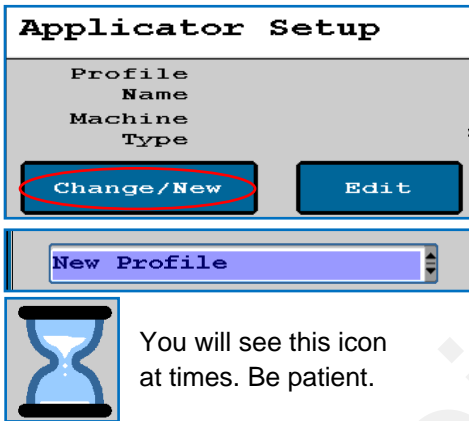 Applicator Setup
Profile
Name
Machine
Type
Change/New Edit
New Profile
You will see this icon
at times. Be patient.